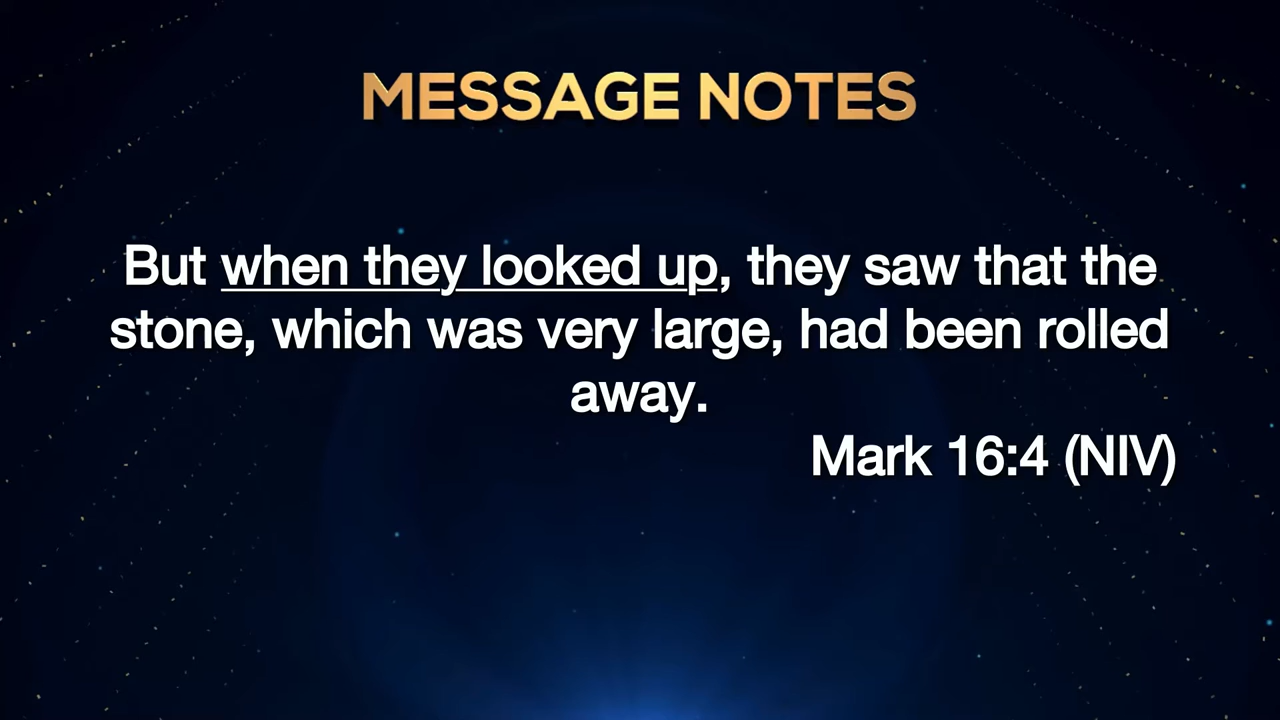 MESSAGE NOTES
But when they looked up, they saw that the
stone, which was very large, had been rolled
away.
Mark 16:4 (NIV)